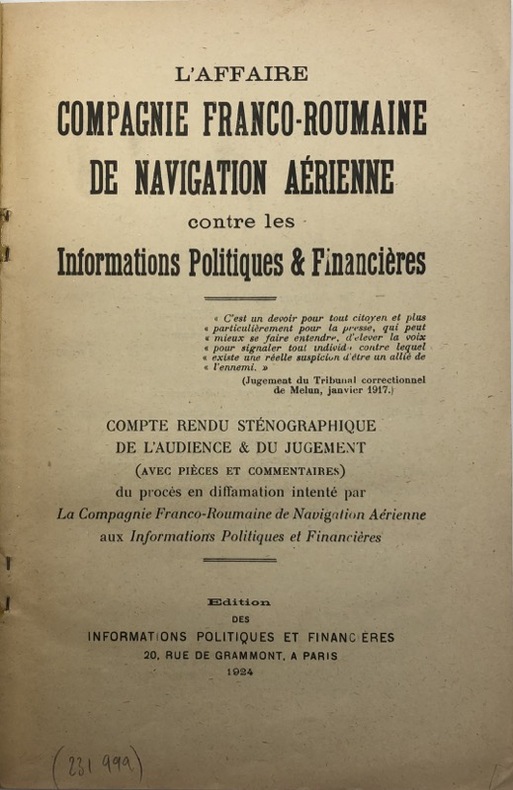 L'AFFAIRE
COMPAGNIE FRANCO-ROUMAINE
DE NAVIGATION AÉRIENNE
contre les
Informations Politiques & Financières
« C'est un devoir pour tout citoyen et plus
« particulièrement pour la presse, qui peut
« mieux se faire entendre, d'élever la voix
« pour signaler tout individu contre lequel
« existe une réelle suspicion d'être un allié de
« l'ennemi. »
(Jugement du Tribunal correctionnel
de Melun, janvier 1917.)
COMPTE RENDU STÉNOGRAPHIQUE
DE L'AUDIENCE & DU JUGEMENT
(AVEC PIÈCES ET COMMENTAIRES)
du procès en diffamation intenté par
La Compagnie Franco-Roumaine de Navigation Aérienne
aux Informations Politiques et Financières
Edition
DES
INFORMATIONS POLITIQUES ET FINANCIÈRES
20, RUE DE GRAMMONT, A PARIS
1924
(231 999)